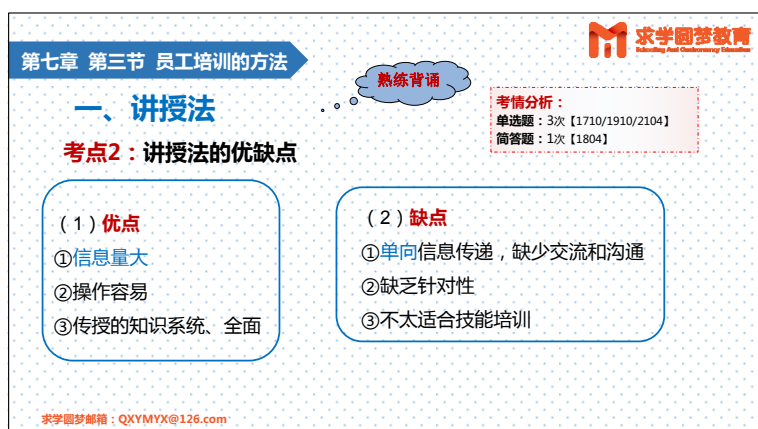 第七章 第三节 员工培训的方法
求学圆梦教育
熟练背诵
一、讲授法
考情分析：
单选题：3次【1710/1910/2104】
简答题：1次【1804】
考点2：讲授法的优缺点
（1）优点
①信息量大
②操作容易
③传授的知识系统、全面
（2）缺点
①单向信息传递，缺少交流和沟通
②缺乏针对性
③不太适合技能培训
求学圆梦邮箱：QXYMYX@126.com